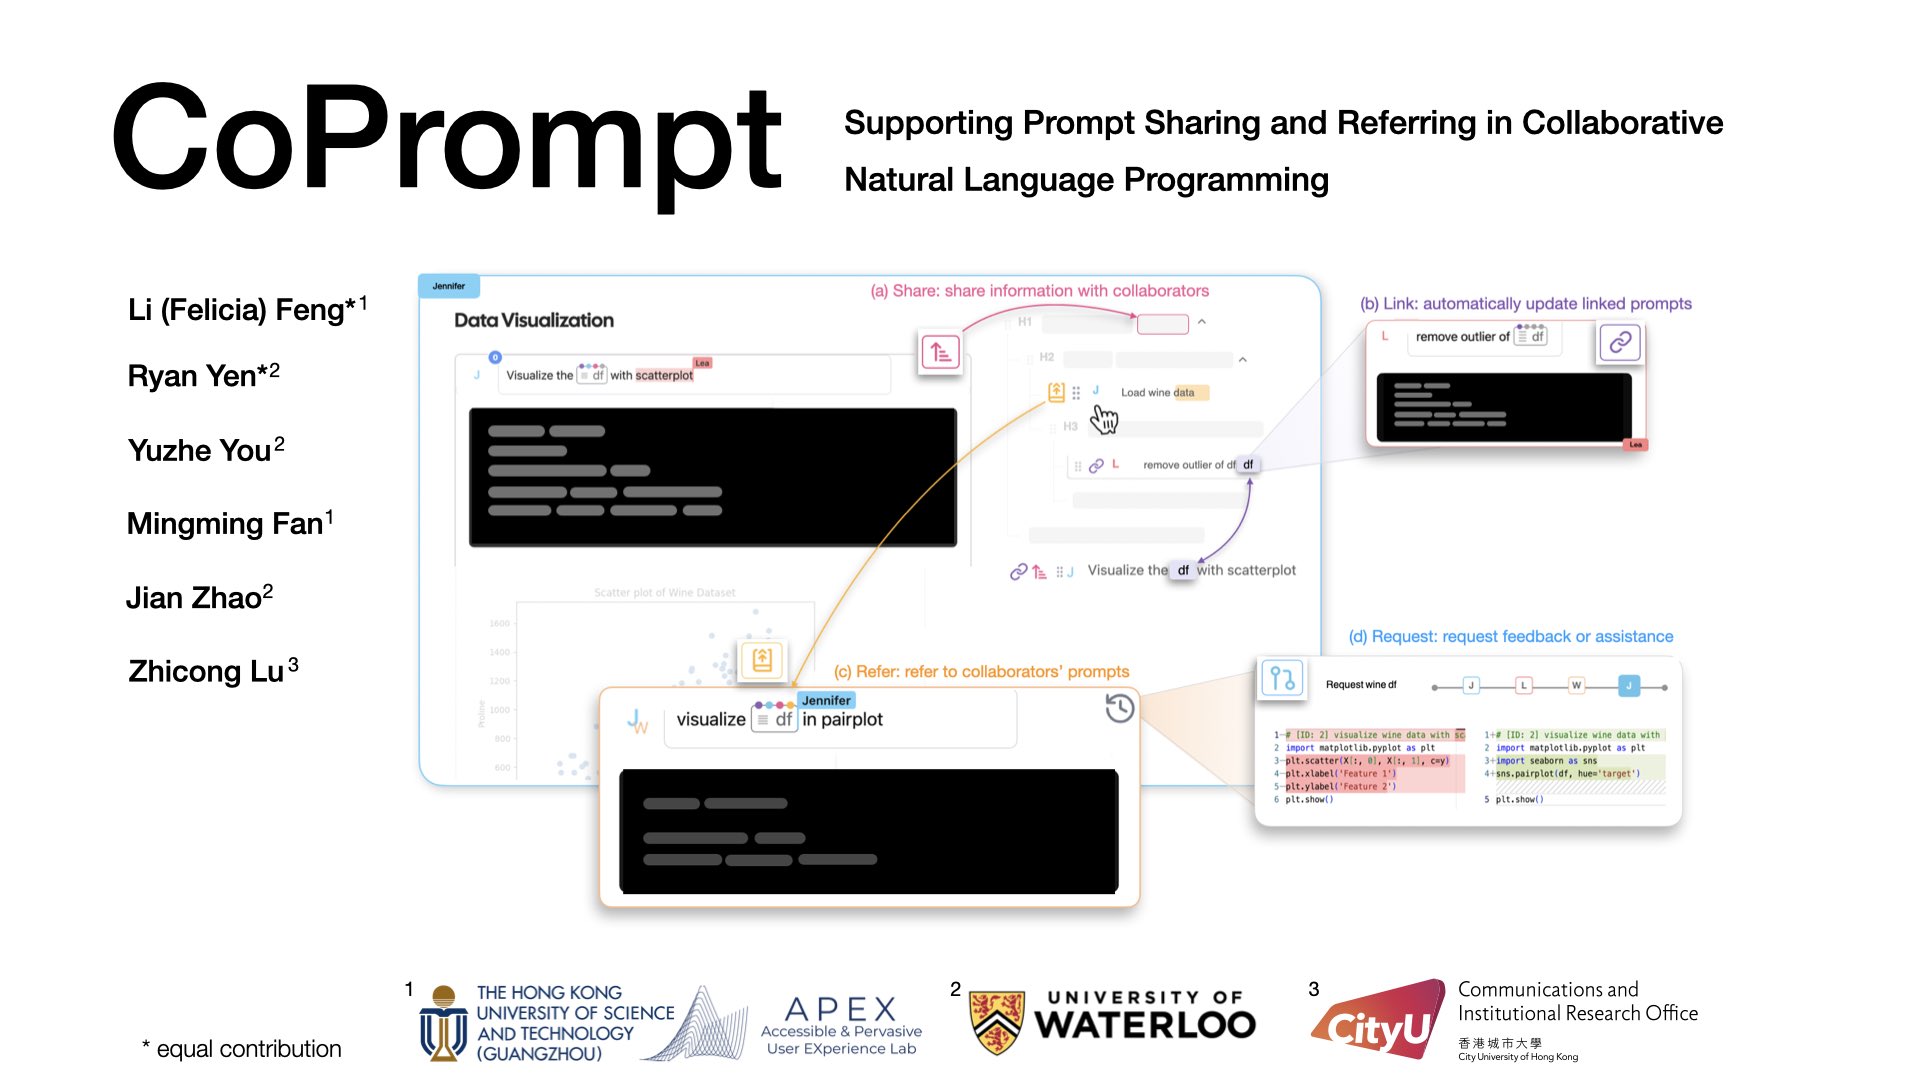 CoPrompt
Supporting Prompt Sharing and Referring in Collaborative
Natural Language Programming
Li (Felicia) Feng*1
Ryan Yen*2
Yuzhe You2
Mingming Fan1
Jian Zhao2
Zhicong Lu3
Jennifer
Data Visualization
0
J
Visualize the df with scatterplot
Lea
Scatter plot of Wine Dataset
1600
1400
1200
1000
800
600
Proline
(a) Share: share information with collaborators
H1
H2
J Load wine data
H3
L remove outlier of df df
J Visualize the df with scatterplot
(b) Link: automatically update linked prompts
L remove outlier of df
Lea
(c) Refer: refer to collaborators' prompts
Jennifer
J W visualize df in pairplot
(d) Request: request feedback or assistance
Request wine df
J L W J
1-# [ID: 2] visualize wine data with sc
2 import matplotlib.pyplot as plt
3-plt.scatter(X[:, 0], X[:, 1], c=y)
4-plt.xlabel('Feature 1')
5-plt.ylabel('Feature 2')
6 plt.show()
1+# [ID: 2] visualize wine data with
2 import matplotlib.pyplot as plt
3+import seaborn as sns
4+sns.pairplot(df, hue='target')
5 plt.show()
* equal contribution
1
THE HONG KONG
UNIVERSITY OF SCIENCE
AND TECHNOLOGY
(GUANGZHOU)
APEX
Accessible & Pervasive
User EXperience Lab
2
UNIVERSITY OF
WATERLOO
3
CityU
Communications and
Institutional Research Office
香港城市大學
City University of Hong Kong